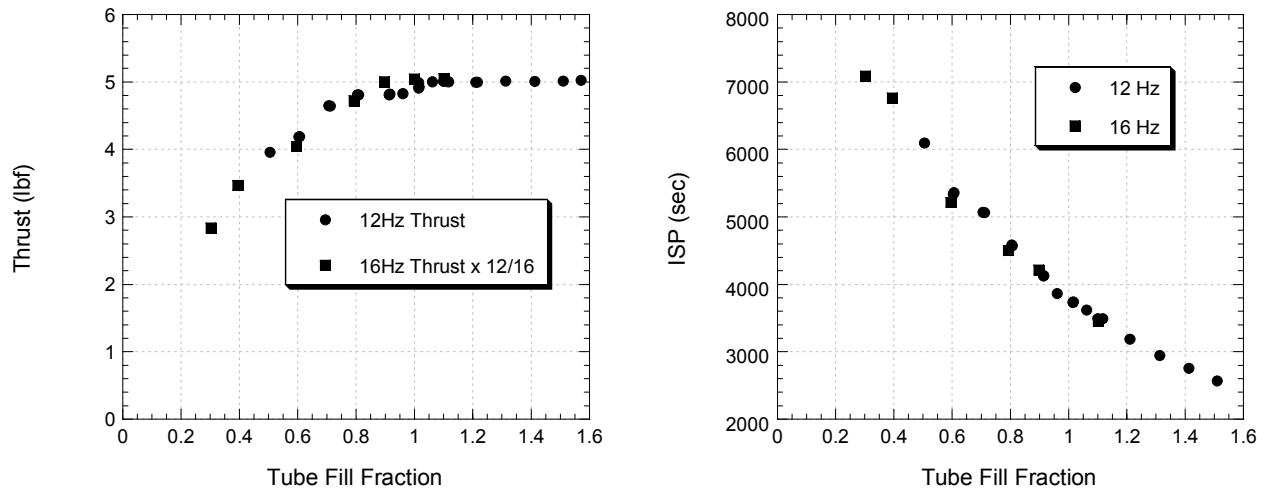 6
5
4
3
2
1
0
Thrust (lbf)
0 0.2 0.4 0.6 0.8 1 1.2 1.4 1.6
Tube Fill Fraction
12Hz Thrust
16Hz Thrust x 12/16
8000
7000
6000
5000
4000
3000
2000
ISP (sec)
0 0.2 0.4 0.6 0.8 1 1.2 1.4 1.6
Tube Fill Fraction
12 Hz
16 Hz